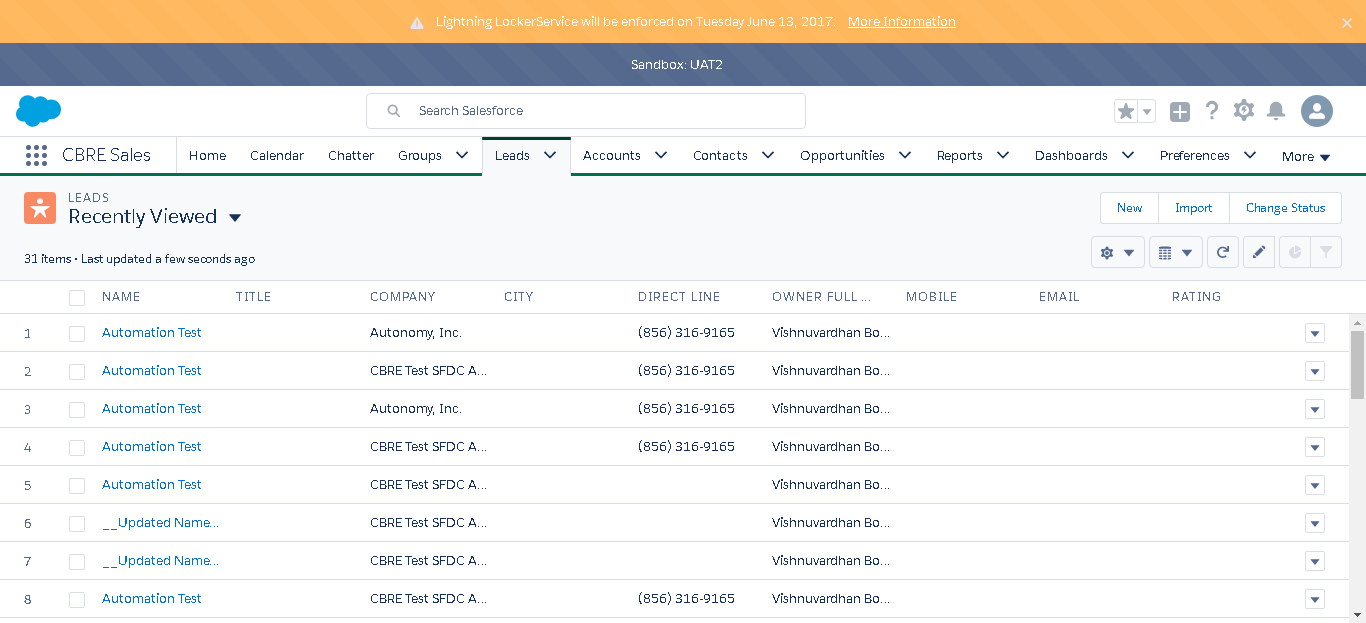 Lightning LockerService will be enforced on Tuesday June 13, 2017. More Information
Sandbox: UAT2
Search Salesforce
CBRE Sales Home Calendar Chatter Groups Leads Accounts Contacts Opportunities Reports Dashboards Preferences More
LEADS
Recently Viewed
New Import Change Status
31 items • Last updated a few seconds ago
NAME TITLE COMPANY CITY DIRECT LINE OWNER FULL ... MOBILE EMAIL RATING
1 Automation Test Autonomy, Inc. (856) 316-9165 Vishnuvardhan Bo...
2 Automation Test CBRE Test SFDC A... (856) 316-9165 Vishnuvardhan Bo...
3 Automation Test Autonomy, Inc. (856) 316-9165 Vishnuvardhan Bo...
4 Automation Test CBRE Test SFDC A... (856) 316-9165 Vishnuvardhan Bo...
5 Automation Test CBRE Test SFDC A... Vishnuvardhan Bo...
6 __Updated Name... CBRE Test SFDC A... Vishnuvardhan Bo...
7 __Updated Name... CBRE Test SFDC A... Vishnuvardhan Bo...
8 Automation Test CBRE Test SFDC A... (856) 316-9165 Vishnuvardhan Bo...